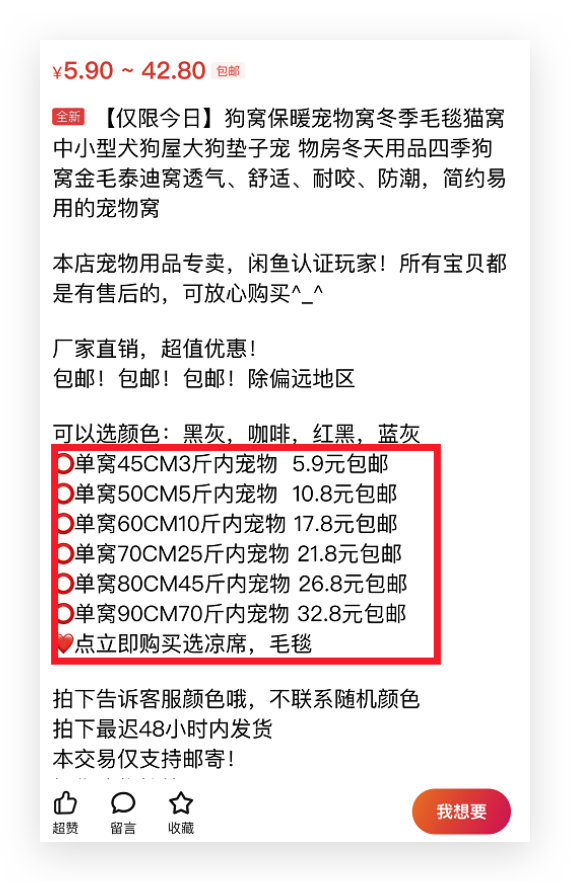 ¥5.90 ~ 42.80 包邮
全新 【仅限今日】狗窝保暖宠物窝冬季毛毯猫窝
中小型犬狗屋大狗垫子宠 物房冬天用品四季狗
窝金毛泰迪窝透气、舒适、耐咬、防潮，简约易
用的宠物窝
本店宠物用品专卖，闲鱼认证玩家！所有宝贝都
是有售后的，可放心购买^_^
厂家直销，超值优惠！
包邮！包邮！包邮！除偏远地区
可以选颜色：黑灰，咖啡，红黑，蓝灰
⭕单窝45CM3斤内宠物 5.9元包邮
⭕单窝50CM5斤内宠物 10.8元包邮
⭕单窝60CM10斤内宠物 17.8元包邮
⭕单窝70CM25斤内宠物 21.8元包邮
⭕单窝80CM45斤内宠物 26.8元包邮
⭕单窝90CM70斤内宠物 32.8元包邮
❤️点立即购买选凉席，毛毯
拍下告诉客服颜色哦，不联系随机颜色
拍下最迟48小时内发货
本交易仅支持邮寄！
超赞 留言 收藏 我想要